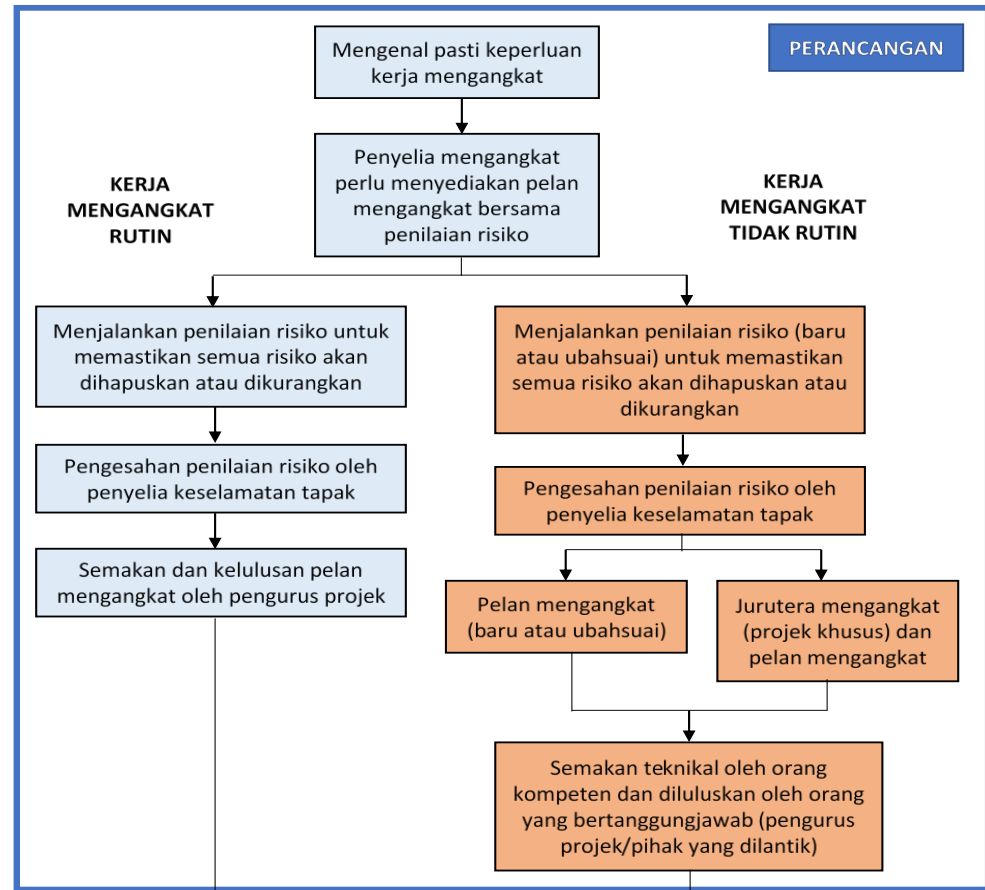 Mengenal pasti keperluan
kerja mengangkat
PERANCANGAN
Penyelia mengangkat
perlu menyediakan pelan
mengangkat bersama
penilaian risiko
KERJA
MENGANGKAT
RUTIN
KERJA
MENGANGKAT
TIDAK RUTIN
Menjalankan penilaian risiko untuk
memastikan semua risiko akan
dihapuskan atau dikurangkan
Pengesahan penilaian risiko oleh
penyelia keselamatan tapak
Semakan dan kelulusan pelan
mengangkat oleh pengurus projek
Menjalankan penilaian risiko (baru
atau ubahsuai) untuk memastikan
semua risiko akan dihapuskan atau
dikurangkan
Pengesahan penilaian risiko oleh
penyelia keselamatan tapak
Pelan mengangkat
(baru atau ubahsuai)
Jurutera mengangkat
(projek khusus) dan
pelan mengangkat
Semakan teknikal oleh orang
kompeten dan diluluskan oleh orang
yang bertanggungjawab (pengurus
projek/pihak yang dilantik)